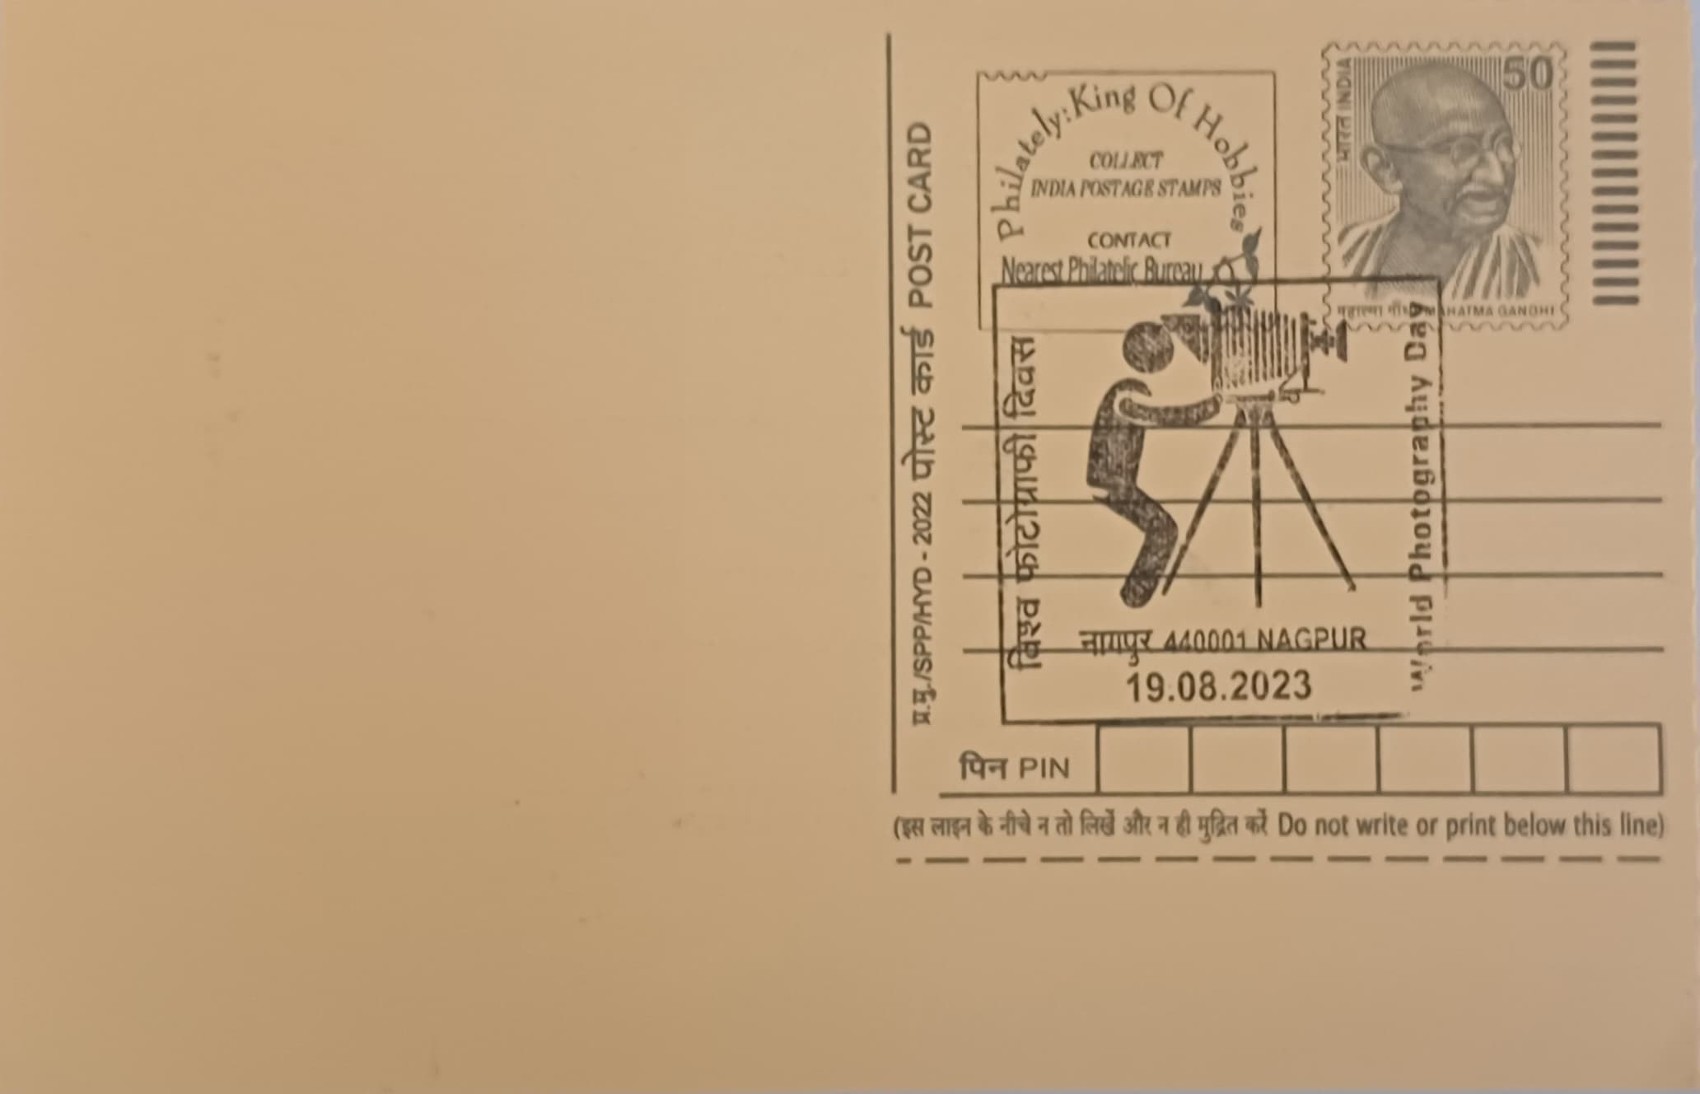 प्र.मु./SPP/HYD - 2022 पोस्ट कार्ड POST CARD
Philately: King Of Hobbies
COLLECT
INDIA POSTAGE STAMPS
CONTACT
Nearest Philatelic Bureau
भारत INDIA
50
महात्मा गाँधी MAHATMA GANDHI
विश्व फोटोग्राफी दिवस
World Photography Day
नागपुर 440001 NAGPUR
19.08.2023
पिन PIN
(इस लाइन के नीचे न तो लिखें और न ही मुद्रित करें Do not write or print below this line)